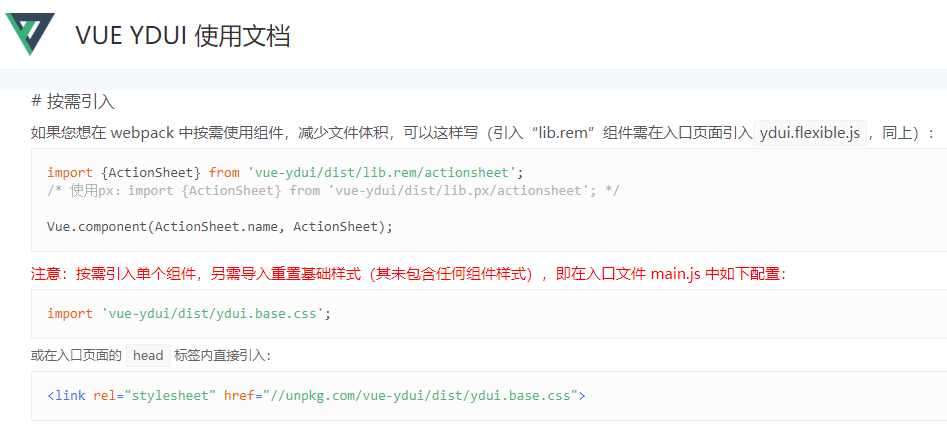 VUE YDUI 使用文档
# 按需引入
如果您想在 webpack 中按需使用组件，减少文件体积，可以这样写（引入“lib.rem”组件需在入口页面引入 ydui.flexible.js ，同上）：
import {ActionSheet} from 'vue-ydui/dist/lib.rem/actionsheet';
/* 使用px：import {ActionSheet} from 'vue-ydui/dist/lib.px/actionsheet'; */
Vue.component(ActionSheet.name, ActionSheet);
注意：按需引入单个组件，另需导入重置基础样式（其未包含任何组件样式），即在入口文件 main.js 中如下配置：
import 'vue-ydui/dist/ydui.base.css';
或在入口页面的 head 标签内直接引入：
<link rel="stylesheet" href="//unpkg.com/vue-ydui/dist/ydui.base.css">